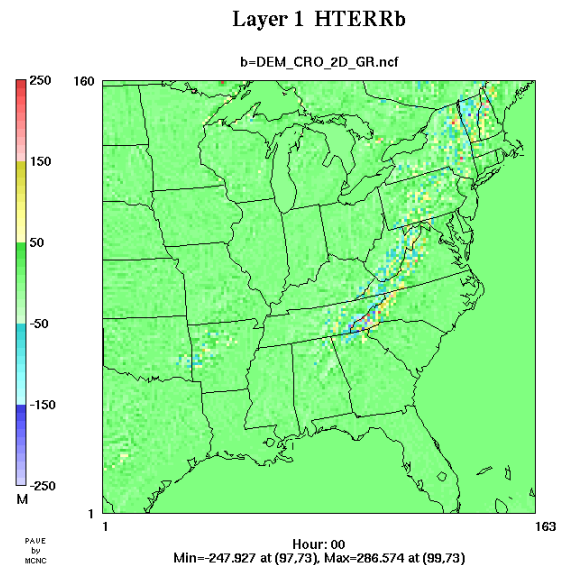 Layer 1 HTERRb
b=DEM_CRO_2D_GR.ncf
250
150
50
-50
-150
-250
M
160
1
1
163
PAVE
by
MCNC
Hour: 00
Min=-247.927 at (97,73), Max=286.574 at (99,73)